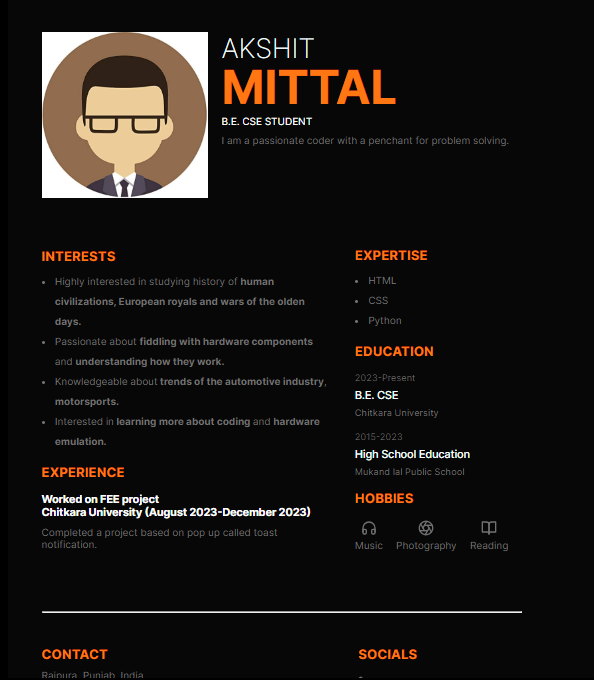 AKSHIT
MITTAL
B.E. CSE STUDENT
I am a passionate coder with a penchant for problem solving.
INTERESTS
• Highly interested in studying history of human
civilizations, European royals and wars of the olden
days.
• Passionate about fiddling with hardware components
and understanding how they work.
• Knowledgeable about trends of the automotive industry,
motorsports.
• Interested in learning more about coding and hardware
emulation.
EXPERIENCE
Worked on FEE project
Chitkara University (August 2023-December 2023)
Completed a project based on pop up called toast
notification.
EXPERTISE
• HTML
• CSS
• Python
EDUCATION
2023-Present
B.E. CSE
Chitkara University
2015-2023
High School Education
Mukand lal Public School
HOBBIES
Music
Photography
Reading
CONTACT
Rajpura, Punjab, India
SOCIALS